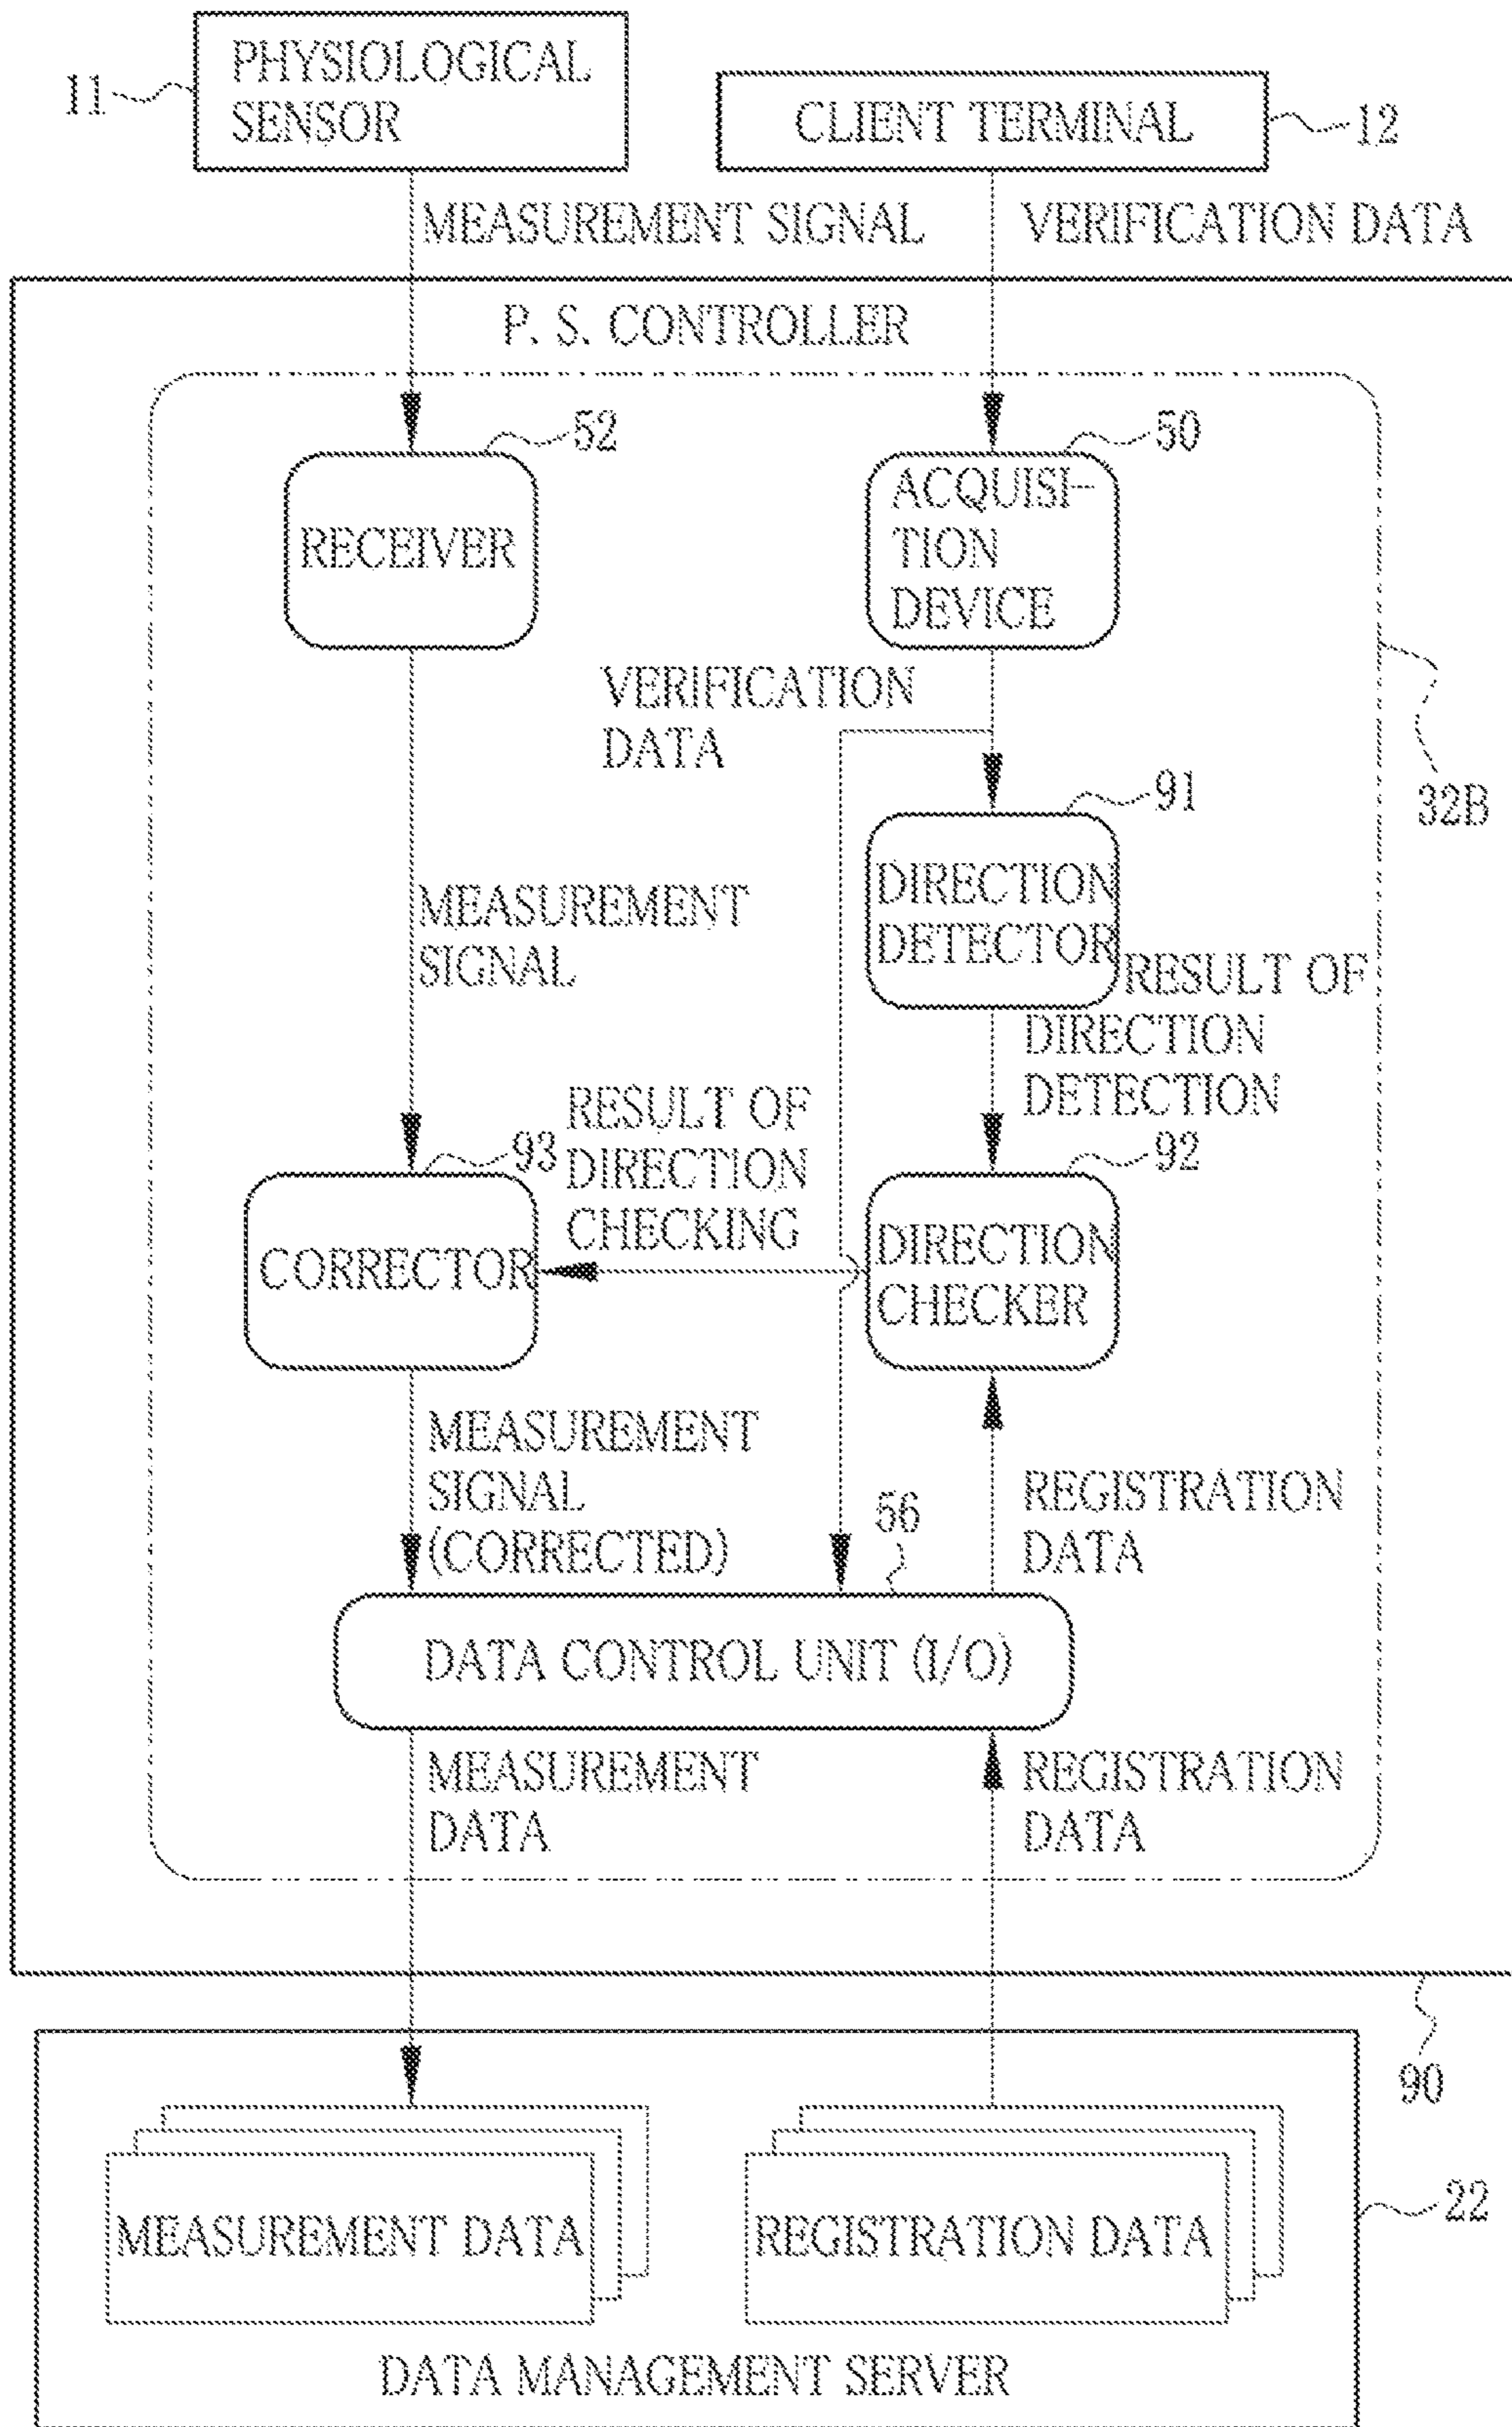 PHYSIOLOGICAL
SENSOR
11
CLIENT TERMINAL
12
MEASUREMENT SIGNAL
VERIFICATION DATA
P. S. CONTROLLER
52
50
RECEIVER
ACQUISI-
TION
DEVICE
VERIFICATION
DATA
32B
91
DIRECTION
DETECTOR
MEASUREMENT
SIGNAL
RESULT OF
DIRECTION
DETECTION
RESULT OF
DIRECTION
CHECKING
93
92
CORRECTOR
DIRECTION
CHECKER
MEASUREMENT
SIGNAL
(CORRECTED)
56
REGISTRATION
DATA
DATA CONTROL UNIT (I/O)
MEASUREMENT
DATA
REGISTRATION
DATA
90
22
MEASUREMENT DATA
REGISTRATION DATA
DATA MANAGEMENT SERVER